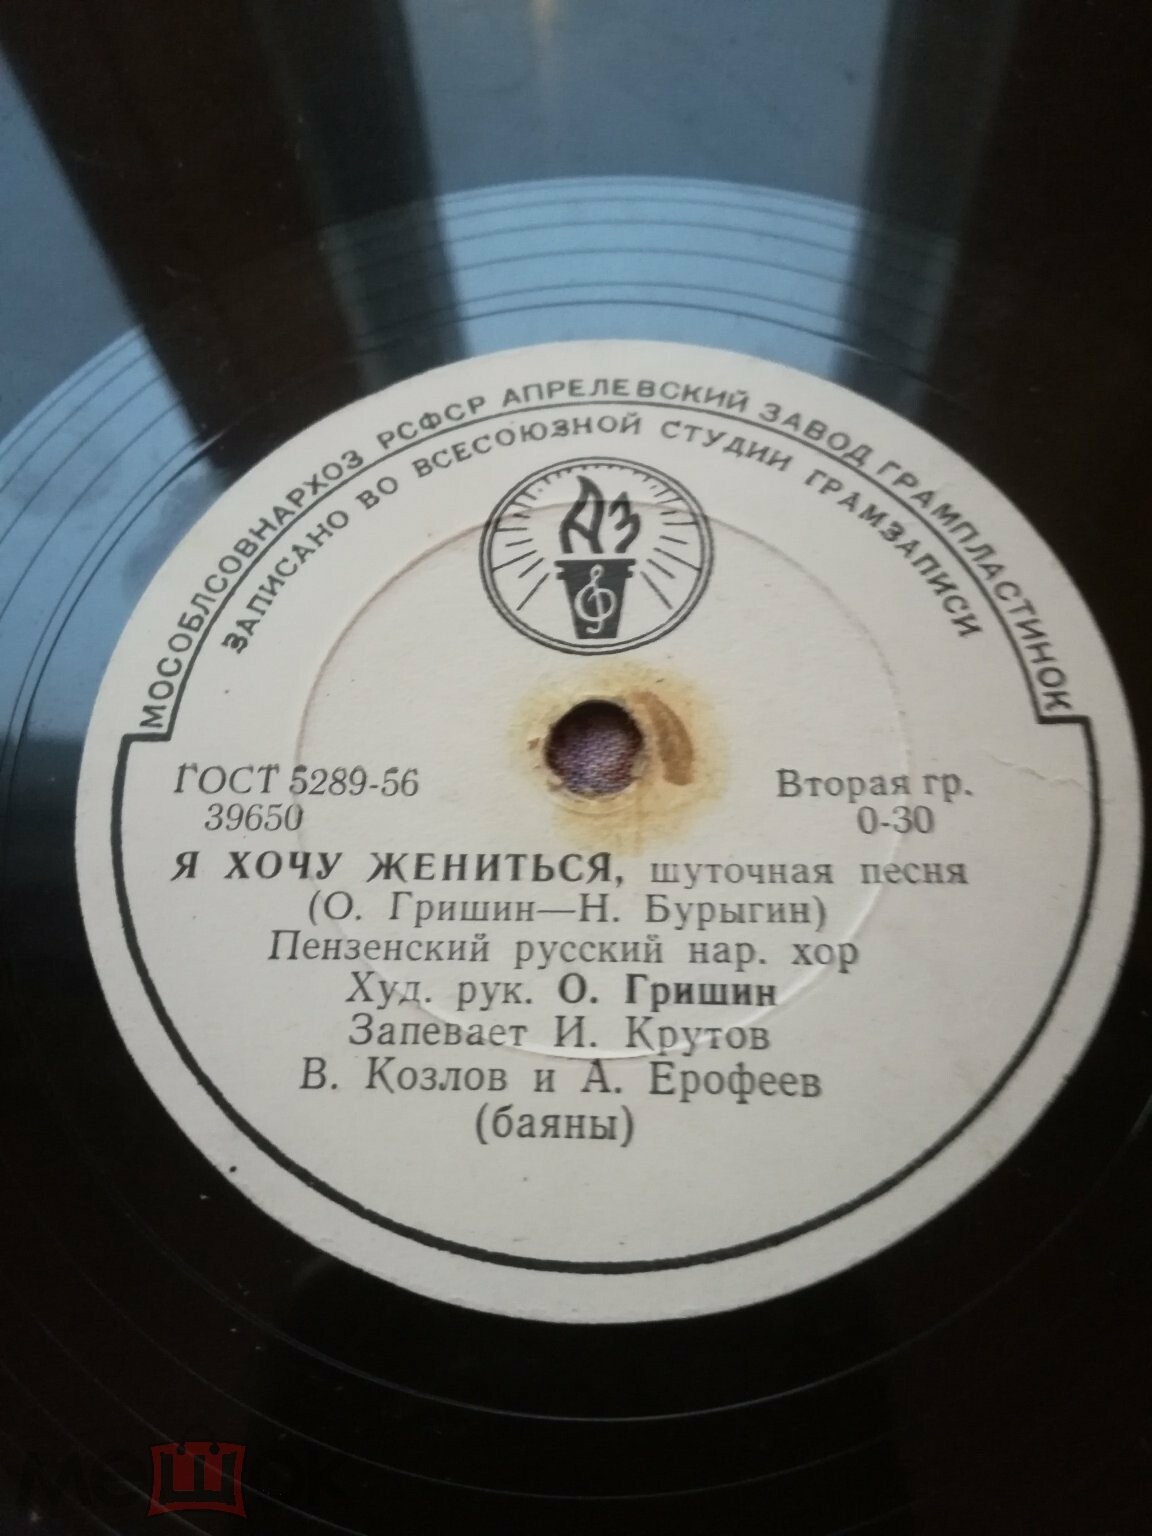 МОСОБЛСОВНАРХОЗ РСФСР АПРЕЛЕВСКИЙ ЗАВОД ГРАМПЛАСТИНОК
ЗАПИСАНО ВО ВСЕСОЮЗНОЙ СТУДИИ ГРАМЗАПИСИ
АЗ
ГОСТ 5289-56
39650
Вторая гр.
0-30
Я ХОЧУ ЖЕНИТЬСЯ, шуточная песня
(О. Гришин—Н. Бурыгин)
Пензенский русский нар. хор
Худ. рук. О. Гришин
Запевает И. Крутов
В. Козлов и А. Ерофеев
(баяны)
мешок